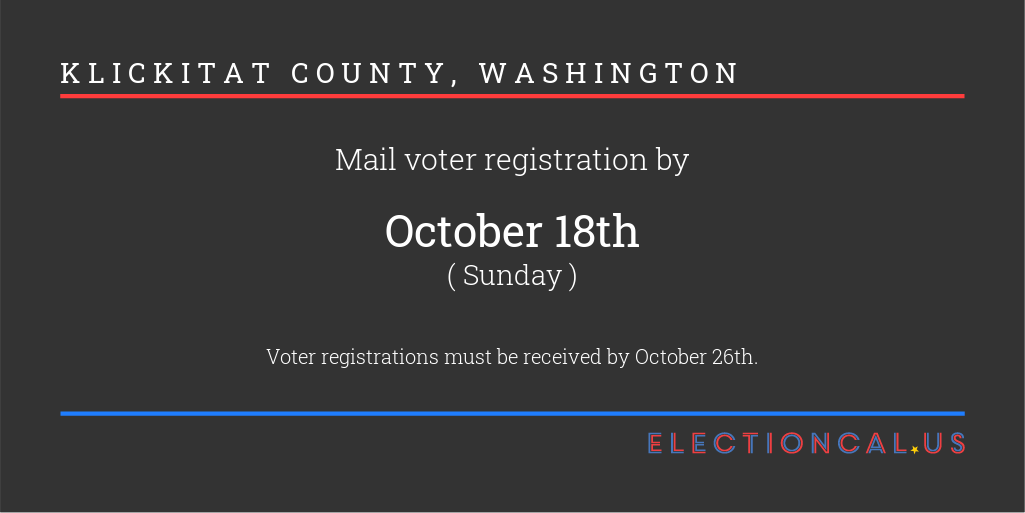 KLICKITAT COUNTY, WASHINGTON
Mail voter registration by
October 18th
( Sunday )
Voter registrations must be received by October 26th.
ELECTIONCAL.US